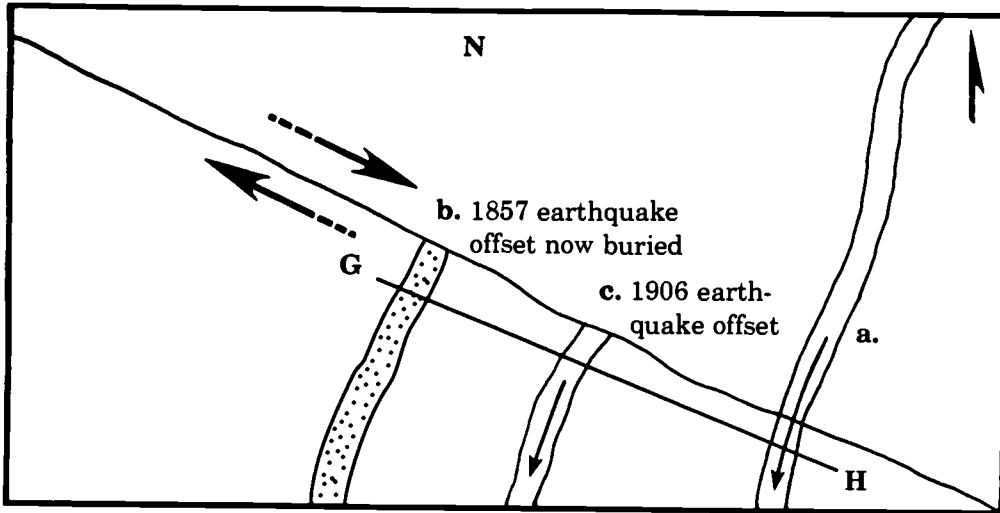 N
b. 1857 earthquake
offset now buried
G
c. 1906 earth-
quake offset
a.
H